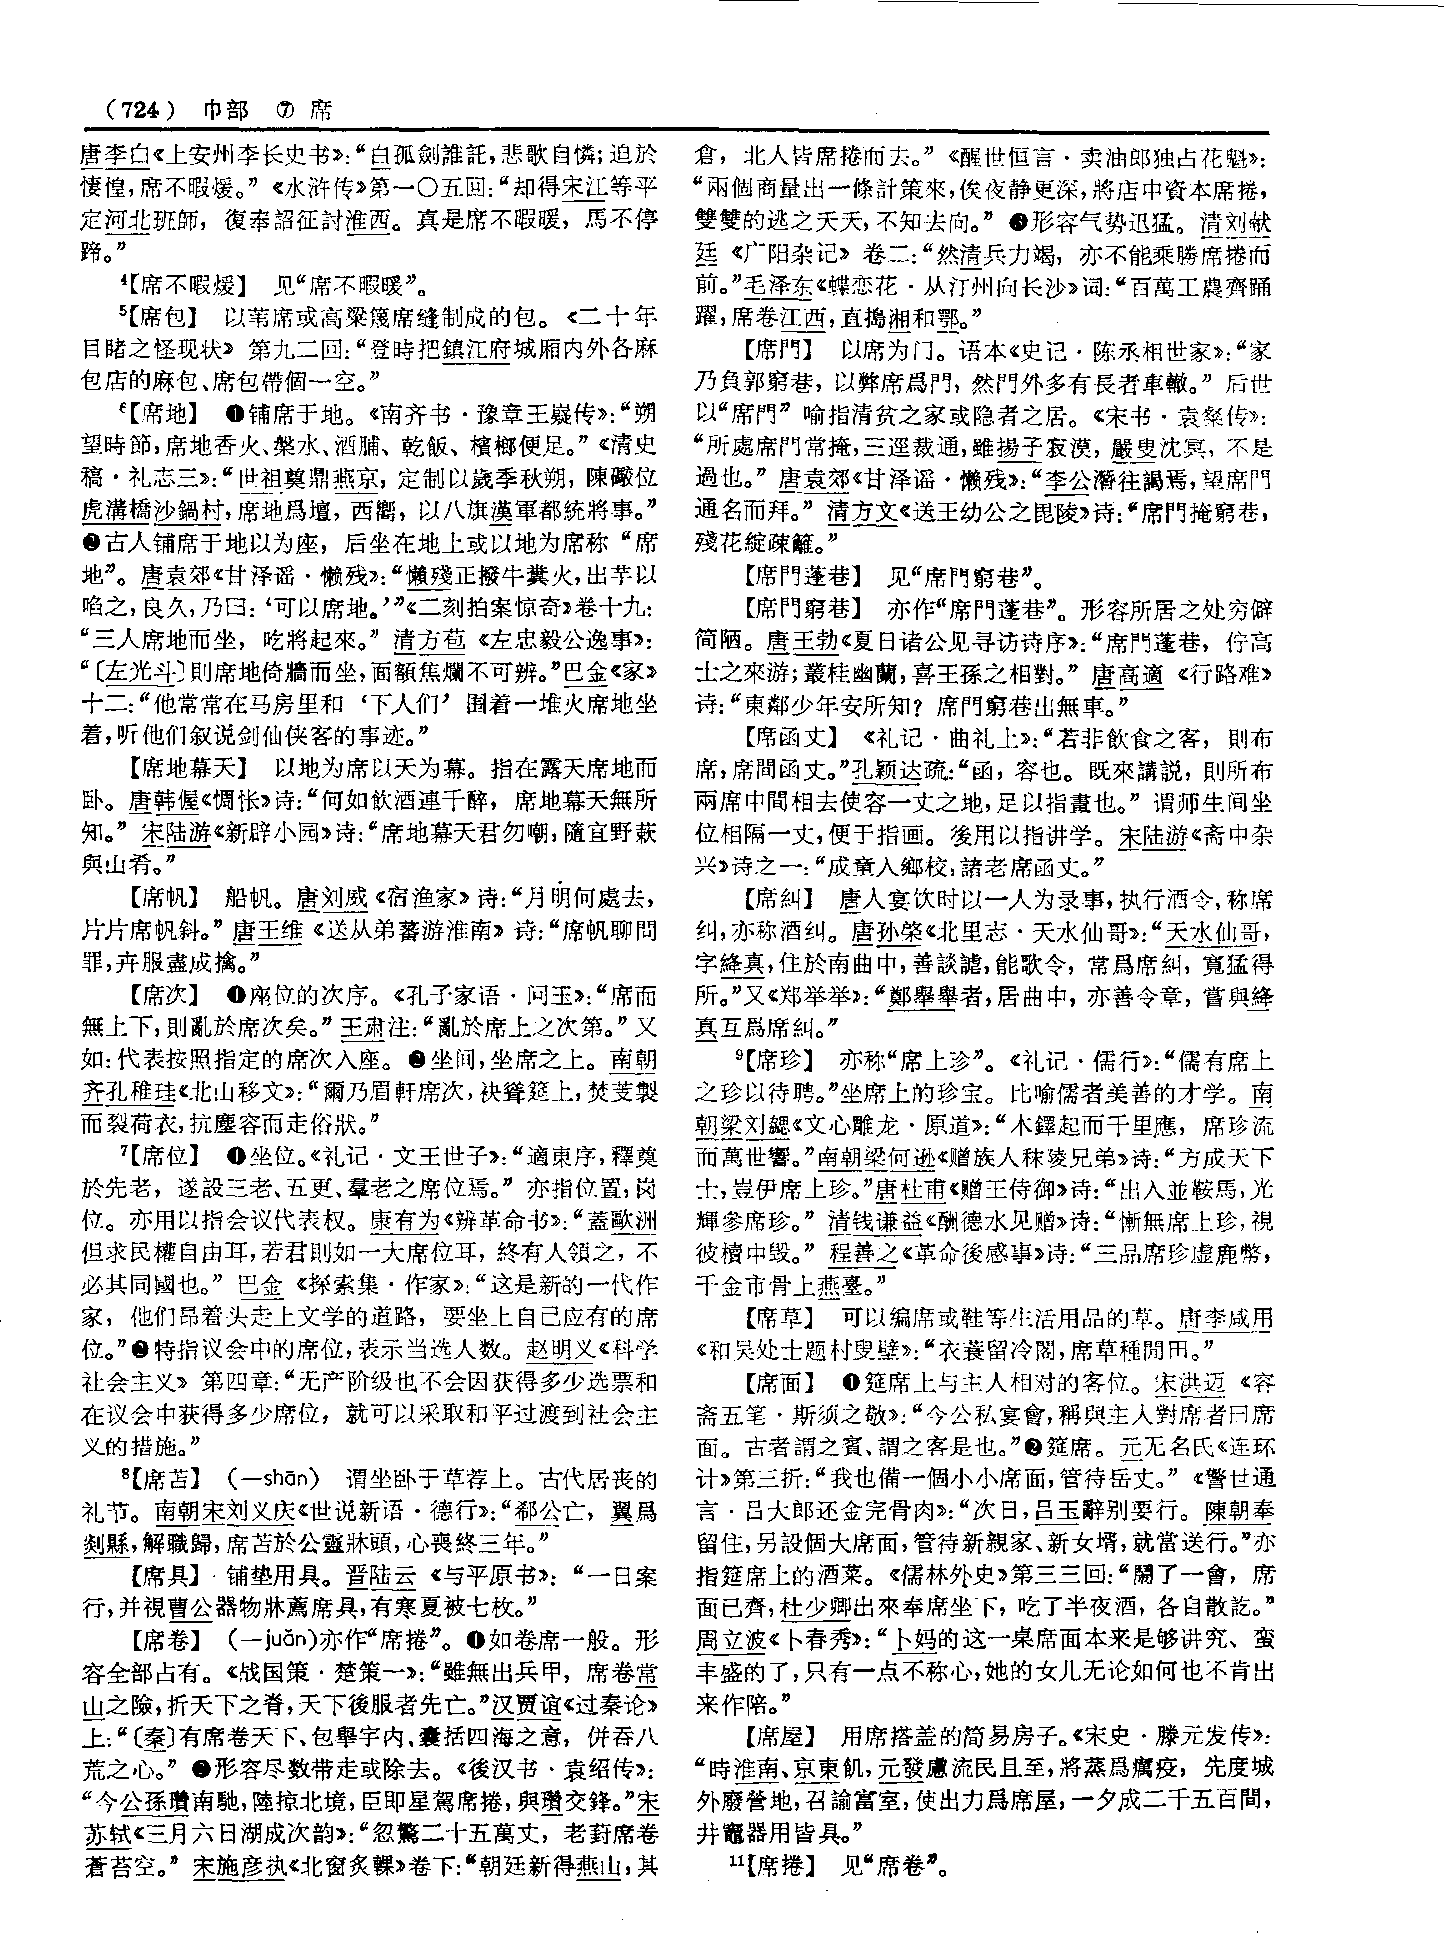 （724） 巾部 ⑦ 席
唐李白《上安州李长史书》：“白孤劍誰託，悲歌自憐；迫於
悽惶，席不暇煖。”《水浒传》第一〇五回：“却得宋江等平
定河北班師，復奉詔征討淮西。真是席不暇暖，馬不停
蹄。”
4【席不暇煖】 见“席不暇暖”。
5【席包】 以苇席或高粱篾席缝制成的包。《二十年
目睹之怪现状》第九二回：“登時把鎮江府城厢内外各麻
包店的麻包、席包帶個一空。”
6【席地】 ❶铺席于地。《南齐书·豫章王嶷传》：“朔
望時節，席地香火、槃水、酒脯、乾飯、檳榔便足。”《清史
稿·礼志三》：“世祖奠鼎燕京，定制以歲季秋朔，陳礮位
虎溝橋沙鍋村，席地爲壇，西嚮，以八旗漢軍都統將事。”
❷古人铺席于地以为座，后坐在地上或以地为席称“席
地”。唐袁郊《甘泽谣·懒残》：“懶殘正撥牛糞火，出芋以
啗之，良久，乃曰：‘可以席地。’”《二刻拍案惊奇》卷十九：
“三人席地而坐，吃將起來。”清方苞《左忠毅公逸事》：
“〔左光斗〕則席地倚牆而坐，面額焦爛不可辨。”巴金《家》
十二：“他常常在马房里和‘下人们’围着一堆火席地坐
着，听他们叙说剑仙侠客的事迹。”
【席地幕天】 以地为席以天为幕。指在露天席地而
卧。唐韩偓《惆怅》诗：“何如飲酒連千醉，席地幕天無所
知。”宋陆游《新辟小园》诗：“席地幕天君勿嘲，隨宜野蔌
與山肴。”
【席帆】 船帆。唐刘威《宿渔家》诗：“月明何處去，
片片席帆斜。”唐王维《送从弟蕃游淮南》诗：“席帆聊問
罪，卉服盡成擒。”
【席次】 ❶席位的次序。《孔子家语·问玉》：“席而
無上下，則亂於席次矣。”王肃注：“亂於席上之次第。”又
如：代表按照指定的席次入座。❷坐间，坐席之上。南朝
齐孔稚珪《北山移文》：“爾乃眉軒席次，袂聳筵上，焚芰製
而裂荷衣，抗塵容而走俗狀。”
7【席位】 ❶坐位。《礼记·文王世子》：“適東序，釋奠
於先老，遂設三老、五更、羣老之席位焉。”亦指位置，岗
位。亦用以指会议代表权。康有为《辨革命书》：“蓋歐洲
但求民權自由耳，若君則如一大席位耳，終有人領之，不
必其同國也。”巴金《探索集·作家》：“这是新的一代作
家，他们昂着头走上文学的道路，要坐上自己应有的席
位。”❷特指议会中的席位，表示当选人数。赵明义《科学
社会主义》第四章：“无产阶级也不会因获得多少选票和
在议会中获得多少席位，就可以采取和平过渡到社会主
义的措施。”
8【席苫】 （—shān） 谓坐卧于草荐上。古代居丧的
礼节。南朝宋刘义庆《世说新语·德行》：“郗公亡，翼爲
剡縣，解職歸，席苫於公靈牀頭，心喪終三年。”
【席具】 铺垫用具。晋陆云《与平原书》：“一日案
行，并視曹公器物牀薦席具，有寒夏被七枚。”
【席卷】 （—juǎn）亦作“席捲”。❶如卷席一般。形
容全部占有。《战国策·楚策一》：“雖無出兵甲，席卷常
山之險，折天下之脊，天下後服者先亡。”汉贾谊《过秦论》
上：“〔秦〕有席卷天下、包舉宇内、囊括四海之意，併吞八
荒之心。”❷形容尽数带走或除去。《後汉书·袁绍传》：
“今公孫瓚南馳，陸掠北境，臣即星駕席捲，與瓚交鋒。”宋
苏轼《三月六日湖成次韵》：“忽驚二十五萬丈，老葑席卷
蒼苔空。”宋施彦执《北窗炙輠》卷下：“朝廷新得燕山，其
倉，北人皆席捲而去。”《醒世恒言·卖油郎独占花魁》：
“兩個商量出一條計策來，俟夜静更深，將店中資本席捲，
雙雙的逃之夭夭，不知去向。”❸形容气势迅猛。清刘献
廷《广阳杂记》卷二：“然清兵力竭，亦不能乘勝席捲而
前。”毛泽东《蝶恋花·从汀州向长沙》词：“百萬工農齊踊
躍，席卷江西，直搗湘和鄂。”
【席門】 以席为门。语本《史记·陈丞相世家》：“家
乃負郭窮巷，以弊席爲門，然門外多有長者車轍。”后世
以“席門”喻指清贫之家或隐者之居。《宋书·袁粲传》：
“所處席門常掩，三逕裁通，雖揚子寂漠，嚴叟沈冥，不是
過也。”唐袁郊《甘泽谣·懒残》：“李公潛往謁焉，望席門
通名而拜。”清方文《送王幼公之毘陵》诗：“席門掩窮巷，
殘花綻疎籬。”
【席門蓬巷】 见“席門窮巷”。
【席門窮巷】 亦作“席門蓬巷”。形容所居之处穷僻
简陋。唐王勃《夏日诸公见寻访诗序》：“席門蓬巷，佇高
士之來游；叢桂幽蘭，喜王孫之相對。”唐高適《行路难》
诗：“東鄰少年安所知？席門窮巷出無車。”
【席函丈】 《礼记·曲礼上》：“若非飲食之客，則布
席，席間函丈。”孔颖达疏：“函，容也。既來講説，則所布
兩席中間相去使容一丈之地，足以指畫也。”谓师生间坐
位相隔一丈，便于指画。後用以指讲学。宋陆游《斋中杂
兴》诗之一：“成童入鄉校，諸老席函丈。”
【席糾】 唐人宴饮时以一人为录事，执行酒令，称席
纠，亦称酒纠。唐孙棨《北里志·天水仙哥》：“天水仙哥，
字絳真，住於南曲中，善談謔，能歌令，常爲席糾，寬猛得
所。”又《郑举举》：“鄭舉舉者，居曲中，亦善令章，嘗與絳
真互爲席糾。”
9【席珍】 亦称“席上珍”。《礼记·儒行》：“儒有席上
之珍以待聘。”坐席上的珍宝。比喻儒者美善的才学。南
朝梁刘勰《文心雕龙·原道》：“木鐸起而千里應，席珍流
而萬世響。”南朝梁何逊《赠族人秣陵兄弟》诗：“方成天下
士，豈伊席上珍。”唐杜甫《赠王侍御》诗：“出入並鞍馬，光
輝參席珍。”清钱谦益《酬德水见赠》诗：“慚無席上珍，視
彼櫝中毁。”程善之《革命後感事》诗：“三品席珍虚鹿幣，
千金市骨上燕臺。”
【席草】 可以编席或鞋等生活用品的草。唐李咸用
《和吴处士题村叟壁》：“衣蓑留冷閣，席草種閒田。”
【席面】 ❶筵席上与主人相对的客位。宋洪迈《容
斋五笔·斯须之敬》：“今公私宴會，稱與主人對席者曰席
面。古者謂之賓、謂之客是也。”❷筵席。元无名氏《连环
计》第三折：“我也備一個小小席面，管待岳丈。”《警世通
言·吕大郎还金完骨肉》：“次日，吕玉辭别要行。陳朝奉
留住，另設個大席面，管待新親家、新女壻，就當送行。”亦
指筵席上的酒菜。《儒林外史》第三三回：“鬧了一會，席
面已齊，杜少卿出來奉席坐下，吃了半夜酒，各自散訖。”
周立波《卜春秀》：“卜妈的这一桌席面本来是够讲究、蛮
丰盛的了，只有一点不称心，她的女儿无论如何也不肯出
来作陪。”
【席屋】 用席搭盖的简易房子。《宋史·滕元发传》：
“時淮南、京東飢，元發慮流民且至，將蒸爲癘疫，先度城
外廢營地，召諭富室，使出力爲席屋，一夕成二千五百間，
井竈器用皆具。”
11【席捲】 见“席卷”。